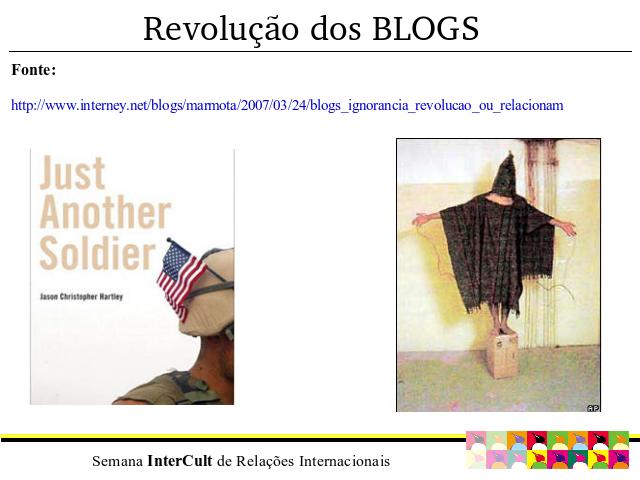 Revolução dos BLOGS
Fonte:
http://www.interney.net/blogs/marmota/2007/03/24/blogs_ignorancia_revolucao_ou_relacionam
Just
Another
Soldier
Jason Christopher Hartley
AP
Semana InterCult de Relações Internacionais